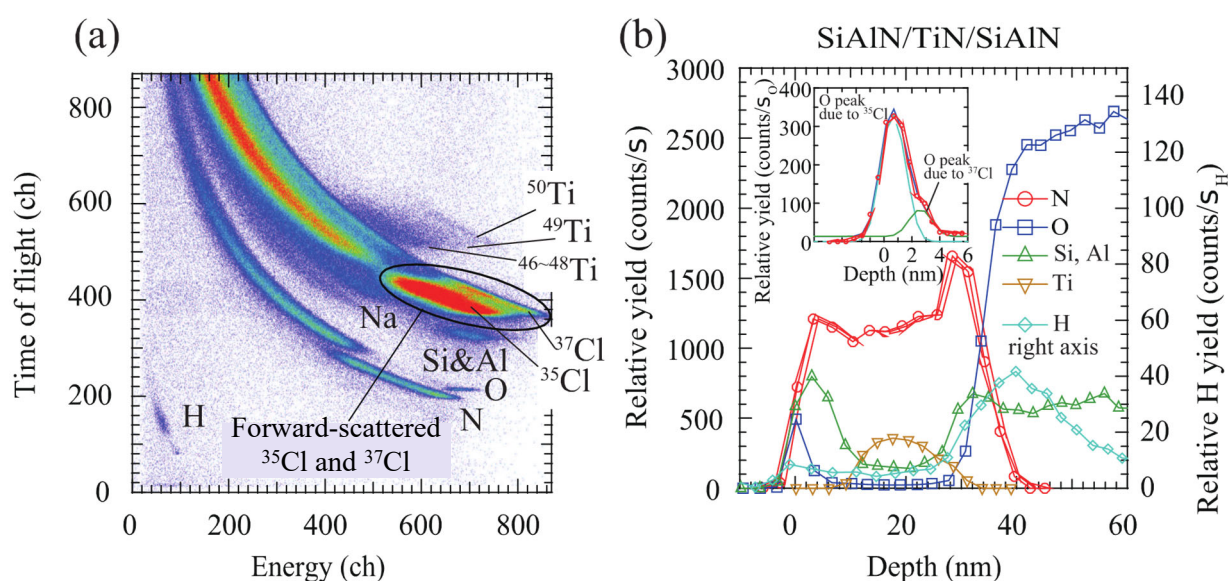 (a)
Time of flight (ch)
800
600
400
200
0
0
200
400
600
800
Energy (ch)
⁵⁰Ti
⁴⁹Ti
⁴⁶~⁴⁸Ti
Na
³⁷Cl
Si&Al
³⁵Cl
O
N
H
Forward-scattered
³⁵Cl and ³⁷Cl
(b)
SiAlN/TiN/SiAlN
Relative yield (counts/s)
3000
2500
2000
1500
1000
500
0
0
20
40
60
Depth (nm)
Relative H yield (counts/s_H)
140
120
100
80
60
40
20
0
N
O
Si, Al
Ti
H
right axis
Relative yield (counts/s_O)
400
300
200
100
0
O peak
due to ³⁵Cl
O peak
due to ³⁷Cl
-4
-2
0
2
4
6
Depth (nm)